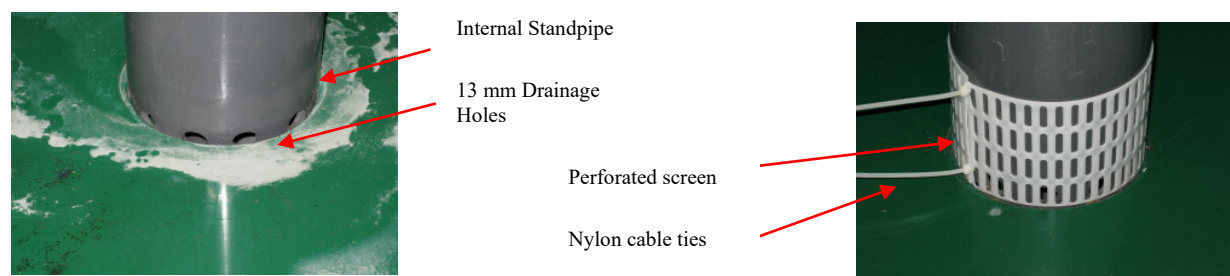 Internal Standpipe
13 mm Drainage
Holes
Perforated screen
Nylon cable ties